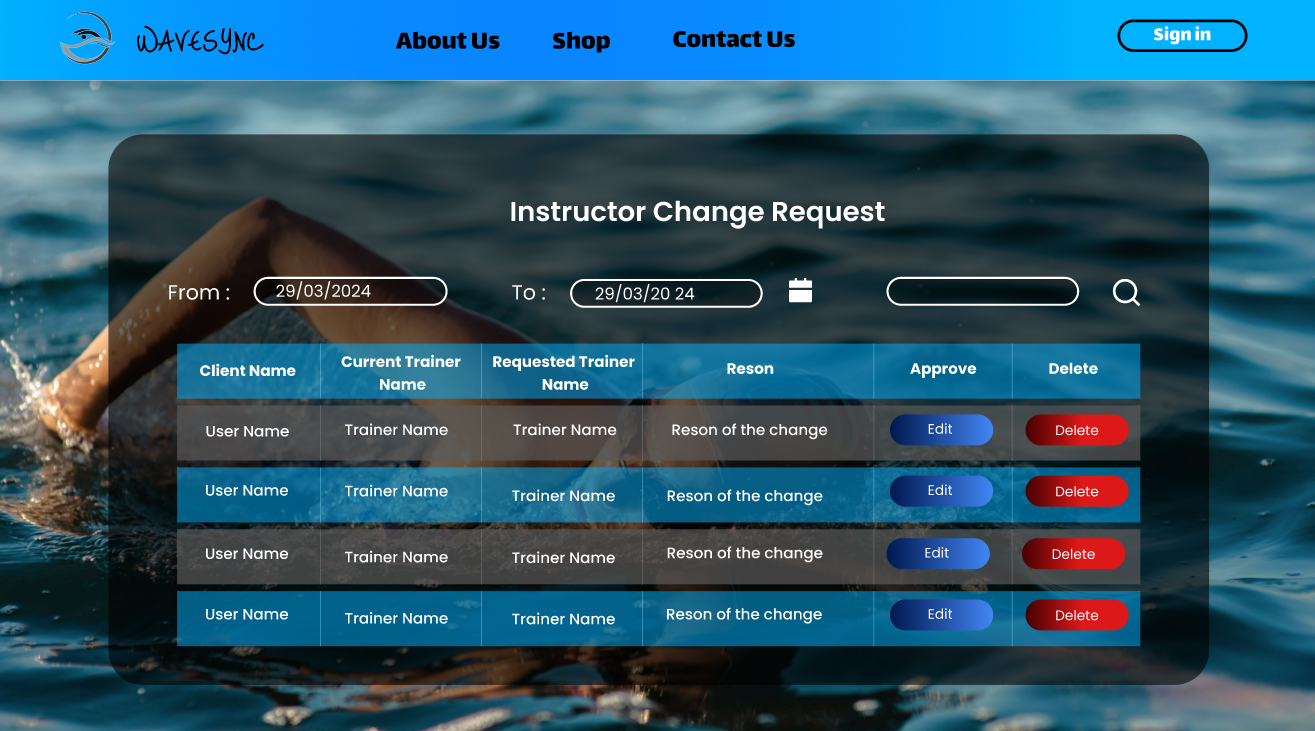 WAVESYNC
About Us
Shop
Contact Us
Sign in
Instructor Change Request
From : 29/03/2024
To : 29/03/20 24
Client Name
Current Trainer
Name
Requested Trainer
Name
Reson
Approve
Delete
User Name
Trainer Name
Trainer Name
Reson of the change
Edit
Delete
User Name
Trainer Name
Trainer Name
Reson of the change
Edit
Delete
User Name
Trainer Name
Trainer Name
Reson of the change
Edit
Delete
User Name
Trainer Name
Trainer Name
Reson of the change
Edit
Delete